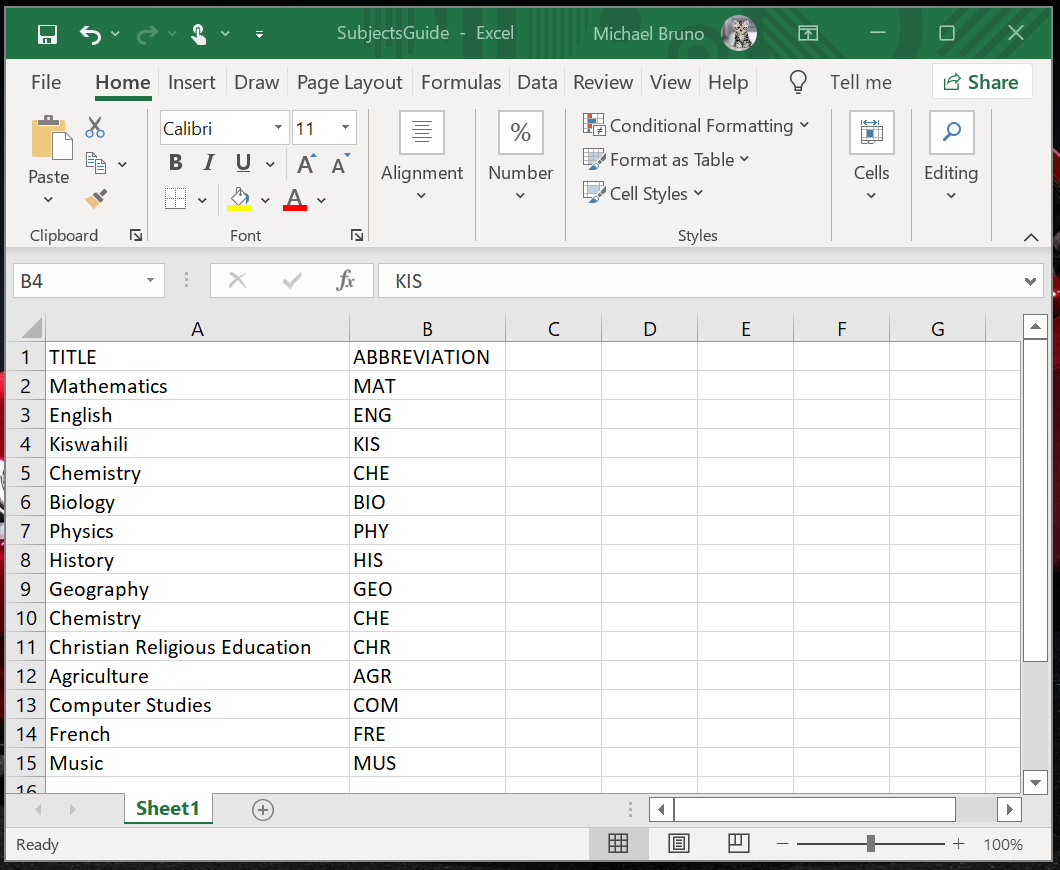 SubjectsGuide - Excel Michael Bruno
File Home Insert Draw Page Layout Formulas Data Review View Help Tell me Share
Calibri 11 % Conditional Formatting
Paste B I U A A Alignment Number Format as Table Cells Editing
A Cell Styles
Clipboard Font Styles
B4 fx KIS
A B C D E F G
1 TITLE ABBREVIATION
2 Mathematics MAT
3 English ENG
4 Kiswahili KIS
5 Chemistry CHE
6 Biology BIO
7 Physics PHY
8 History HIS
9 Geography GEO
10 Chemistry CHE
11 Christian Religious Education CHR
12 Agriculture AGR
13 Computer Studies COM
14 French FRE
15 Music MUS
16
Sheet1
Ready 100%